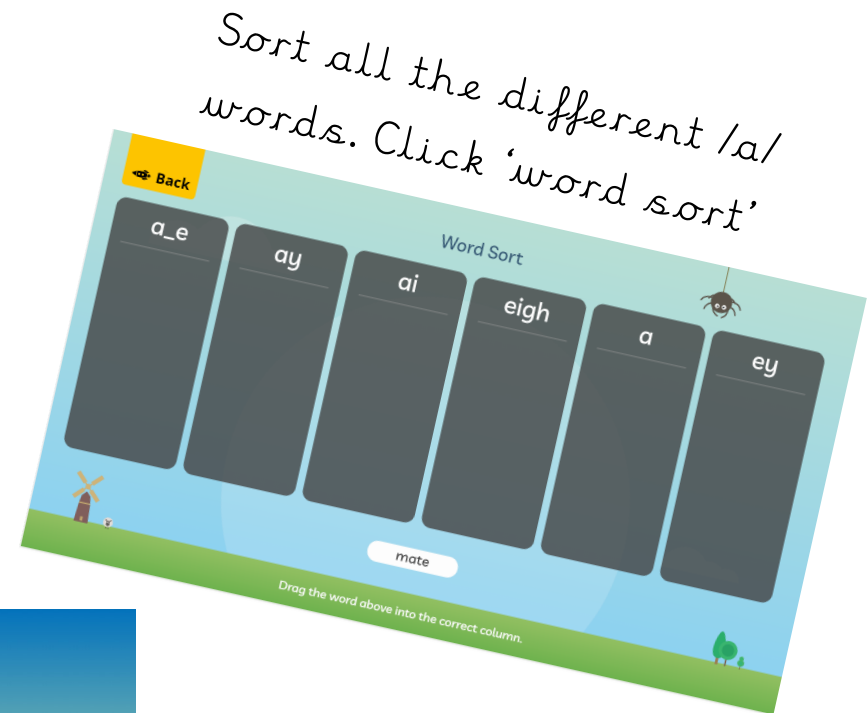 Sort all the different /a/
words. Click ‘word sort’
Back
Word Sort
a_e
ay
ai
eigh
a
ey
mate
Drag the word above into the correct column.